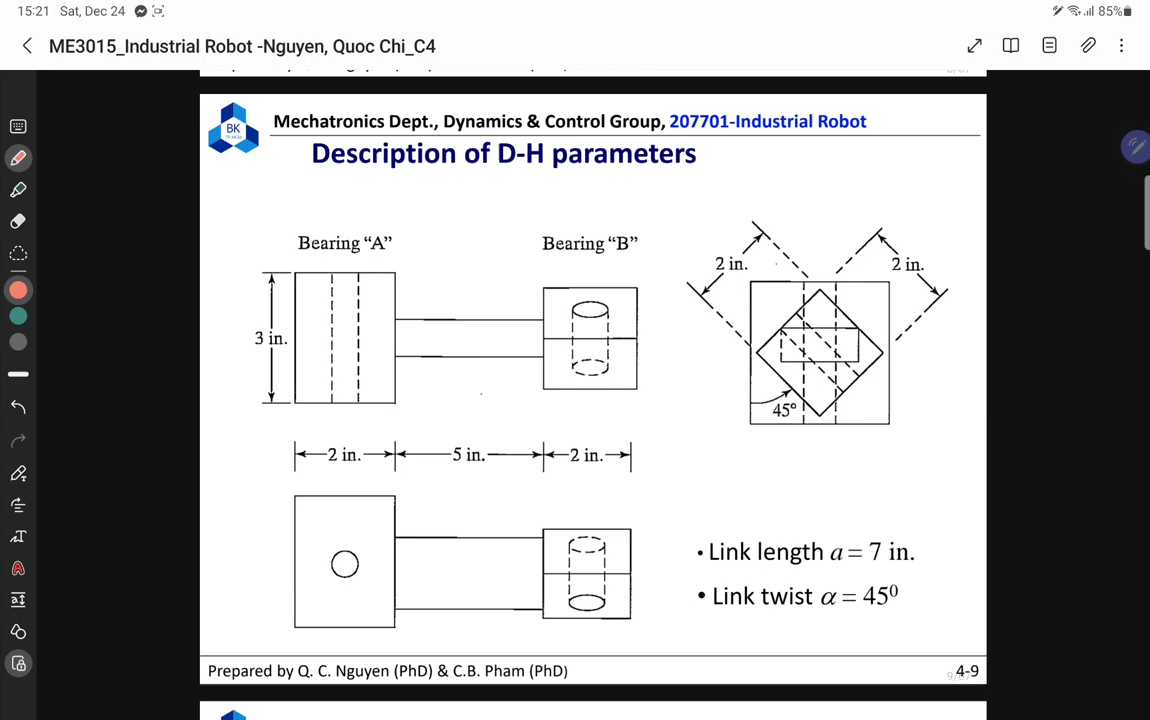 15:21 Sat, Dec 24 85%
ME3015_Industrial Robot -Nguyen, Quoc Chi_C4
BK
Mechatronics Dept., Dynamics & Control Group, 207701-Industrial Robot
Description of D-H parameters
Bearing “A” Bearing “B”
2 in. 2 in.
3 in.
45°
2 in. 5 in. 2 in.
• Link length a = 7 in.
• Link twist α = 45⁰
Prepared by Q. C. Nguyen (PhD) & C.B. Pham (PhD) 4-9